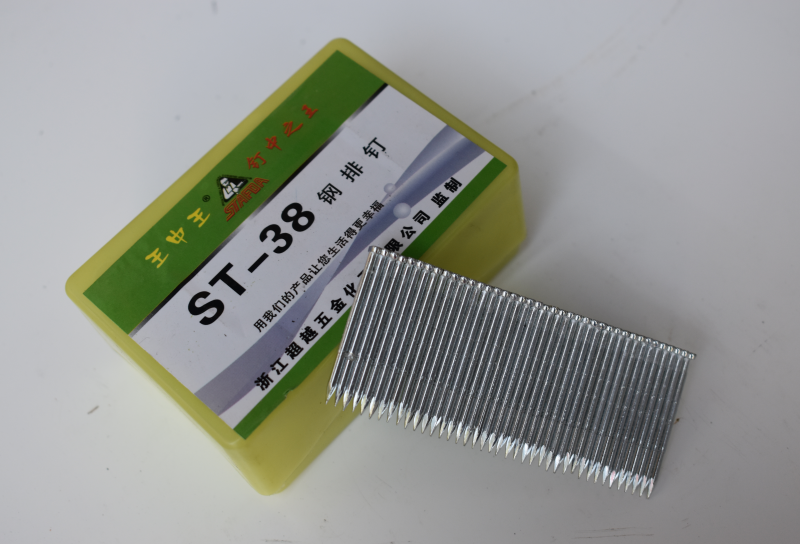 王中王® 钉中之王
ST-38 钢排钉
用我们的产品让您生活得更幸福
浙江超越五金化 限公司 监制